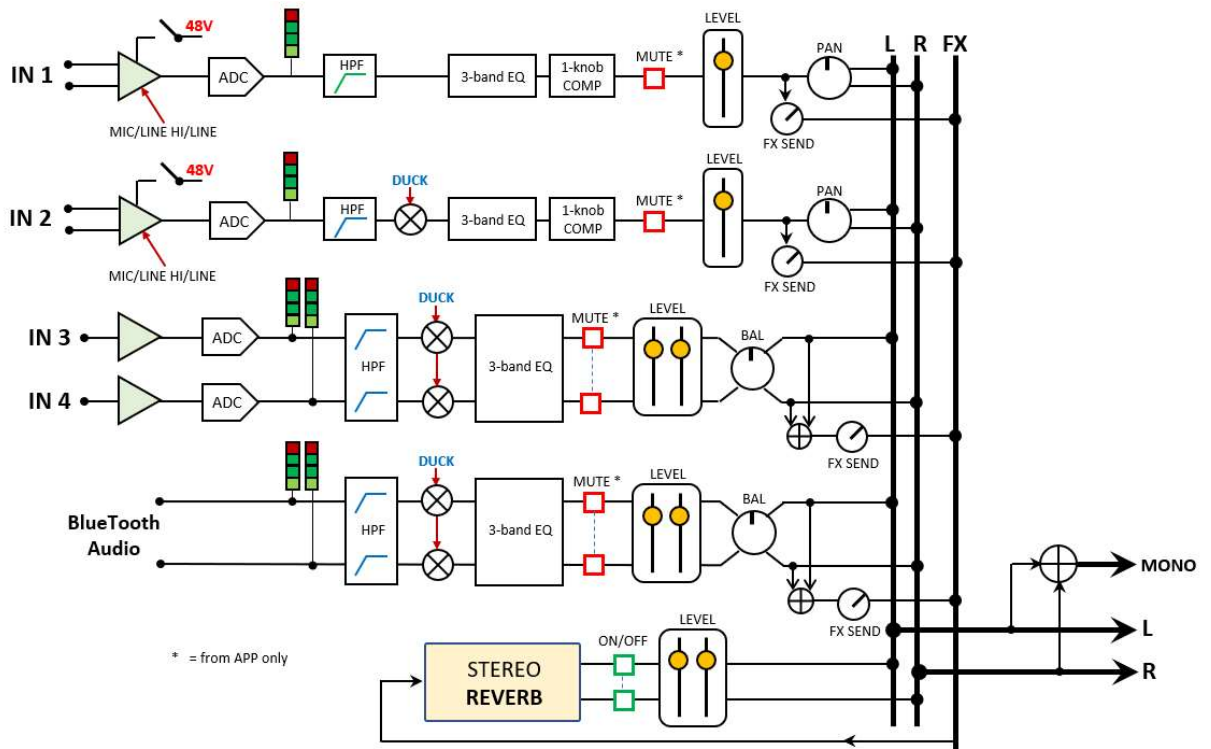 48V
IN 1
ADC
HPF
3-band EQ
1-knob
COMP
MUTE *
LEVEL
PAN
L R FX
MIC/LINE HI/LINE
FX SEND
48V
IN 2
ADC
HPF
DUCK
3-band EQ
1-knob
COMP
MUTE *
LEVEL
PAN
MIC/LINE HI/LINE
FX SEND
IN 3
ADC
IN 4
ADC
HPF
DUCK
3-band EQ
MUTE *
LEVEL
BAL
FX SEND
BlueTooth
Audio
HPF
DUCK
3-band EQ
MUTE *
LEVEL
BAL
FX SEND
MONO
L
R
* = from APP only
STEREO
REVERB
ON/OFF
LEVEL